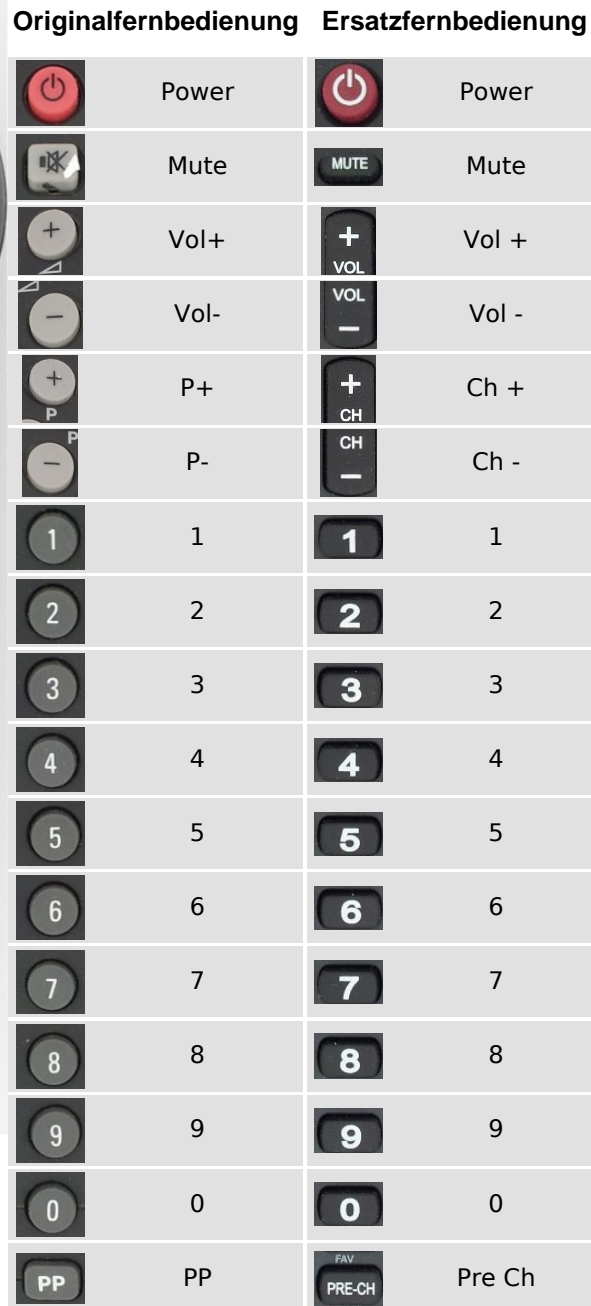 Originalfernbedienung Ersatzfernbedienung
Power Power
Mute MUTE Mute
+ Vol+ + VOL Vol +
− Vol- VOL − Vol -
+ P P+ + CH Ch +
P − P- CH − Ch -
1 1 1 1
2 2 2 2
3 3 3 3
4 4 4 4
5 5 5 5
6 6 6 6
7 7 7 7
8 8 8 8
9 9 9 9
0 0 0 0
PP PP FAV PRE-CH Pre Ch